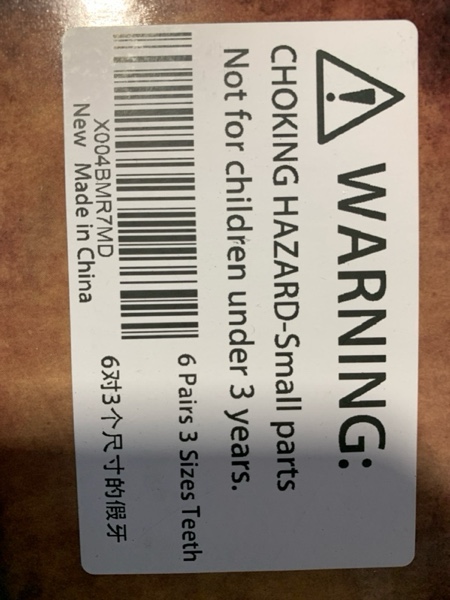 WARNING:
CHOKING HAZARD-Small parts
Not for children under 3 years.
X004BMR7MD
New Made in China
6 Pairs 3 Sizes Teeth
6对3个尺寸的假牙